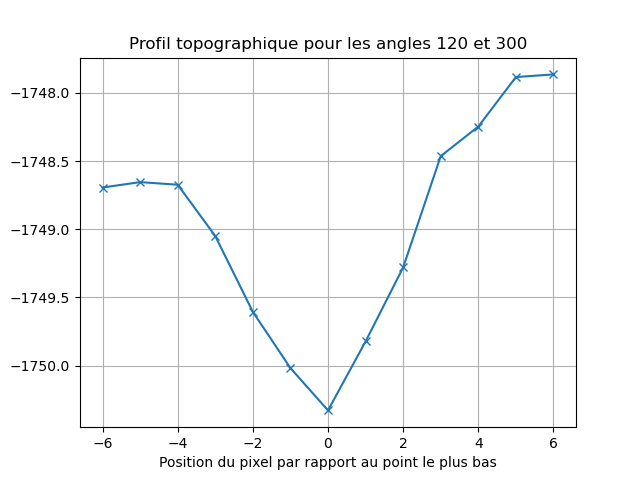 Profil topographique pour les angles 120 et 300
−1748.0
−1748.5
−1749.0
−1749.5
−1750.0
−6 −4 −2 0 2 4 6
Position du pixel par rapport au point le plus bas